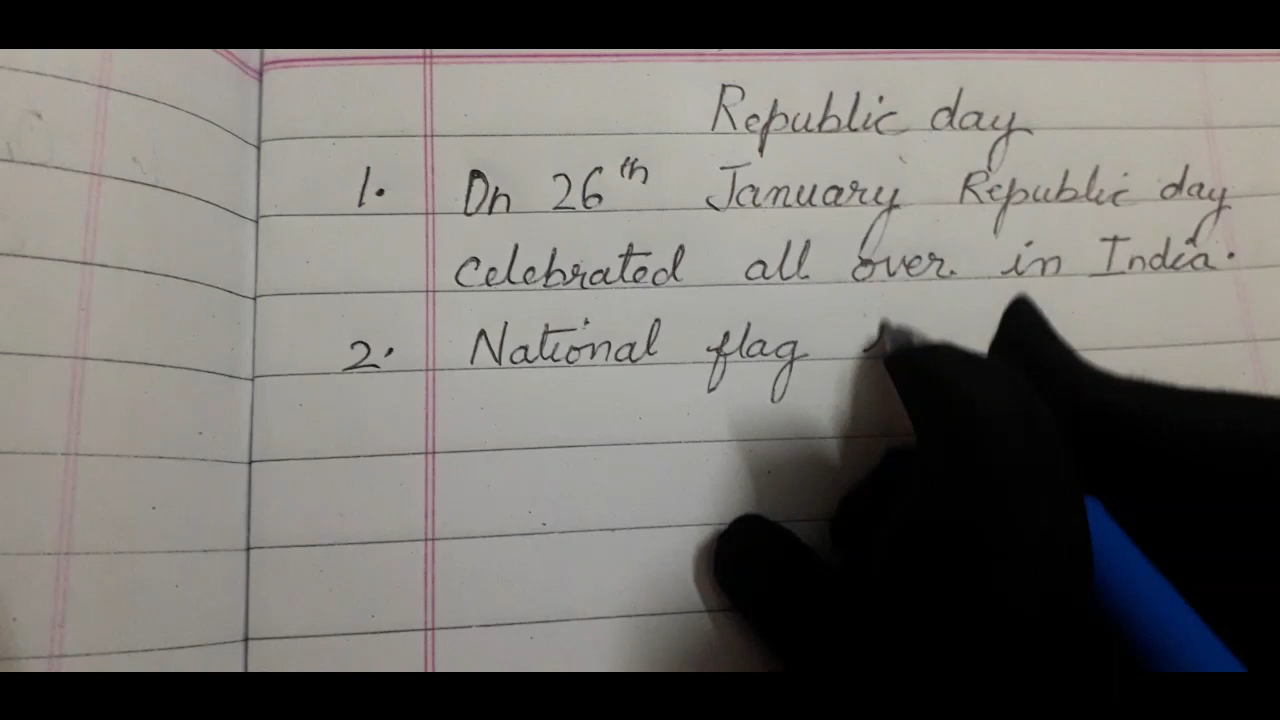 Republic day
1. On 26th January Republic day
celebrated all over in India.
2. National flag